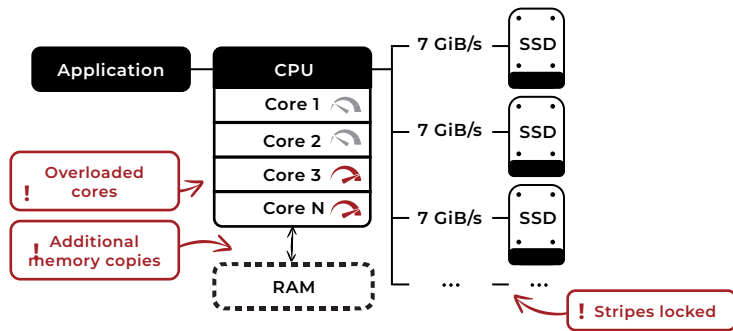 Application
CPU
Core 1
Core 2
Core 3
Core N
RAM
! Overloaded
cores
! Additional
memory copies
7 GiB/s
SSD
7 GiB/s
SSD
7 GiB/s
SSD
...
...
! Stripes locked